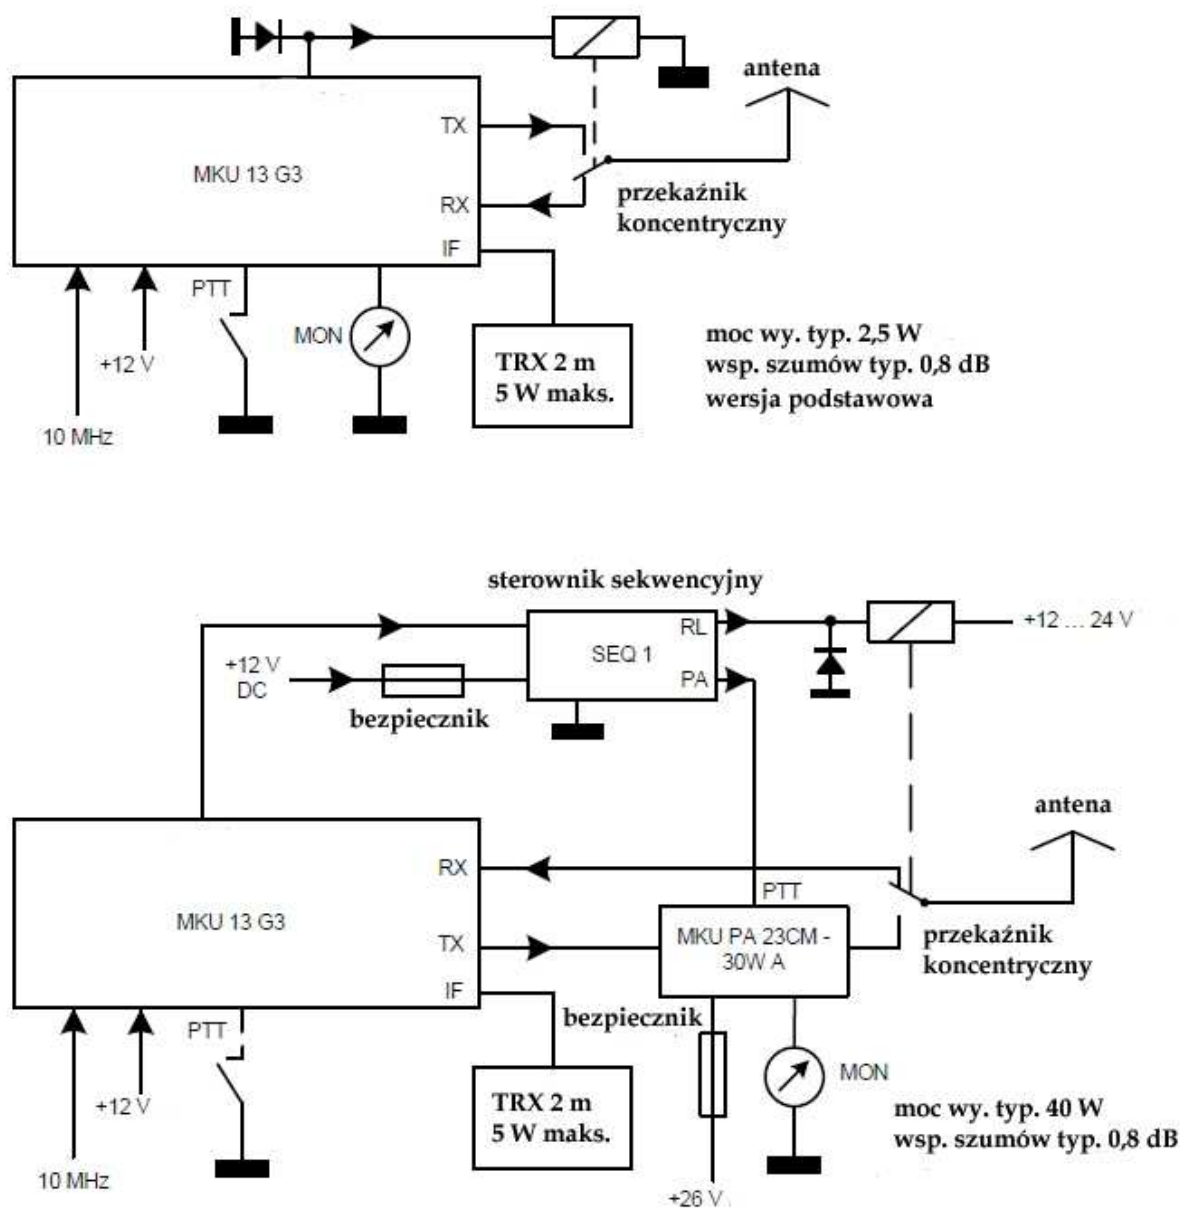 antena
TX
MKU 13 G3
RX
przekaźnik
koncentryczny
IF
PTT
MON
+12 V
10 MHz
TRX 2 m
5 W maks.
moc wy. typ. 2,5 W
wsp. szumów typ. 0,8 dB
wersja podstawowa
sterownik sekwencyjny
RL
SEQ 1
PA
+12 ... 24 V
+12 V
DC
bezpiecznik
antena
RX
MKU 13 G3
PTT
TX
MKU PA 23CM -
30W A
przekaźnik
koncentryczny
IF
bezpiecznik
PTT
MON
+12 V
10 MHz
TRX 2 m
5 W maks.
moc wy. typ. 40 W
wsp. szumów typ. 0,8 dB
+26 V